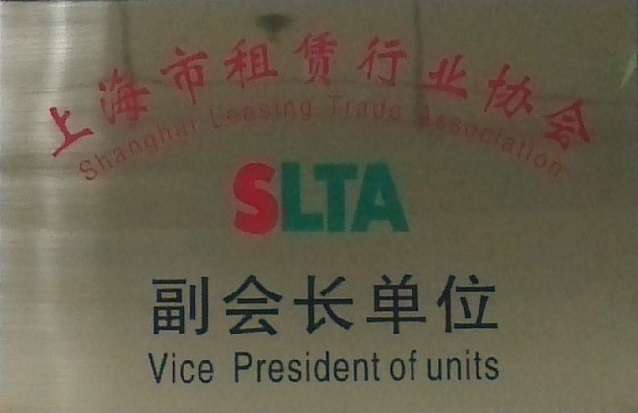 上海市租赁行业协会
Shanghai Leasing Trade Association
SLTA
副会长单位
Vice President of units